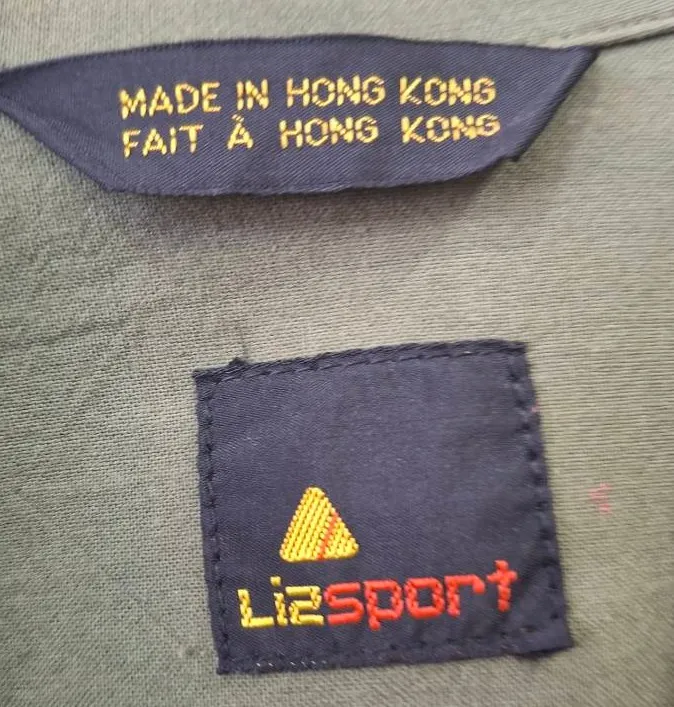 MADE IN HONG KONG
FAiT À HONG KONG
Lizsport